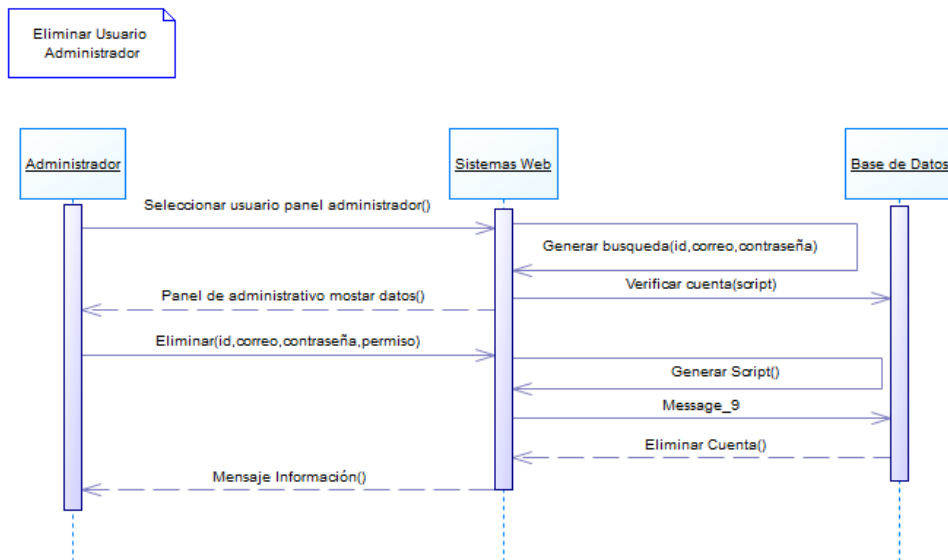 Eliminar Usuario
Administrador
Administrador
Sistemas Web
Base de Datos
Seleccionar usuario panel administrador()
Generar busqueda(id,correo,contraseña)
Verificar cuenta(script)
Panel de administrativo mostar datos()
Eliminar(id,correo,contraseña,permiso)
Generar Script()
Message_9
Eliminar Cuenta()
Mensaje Información()